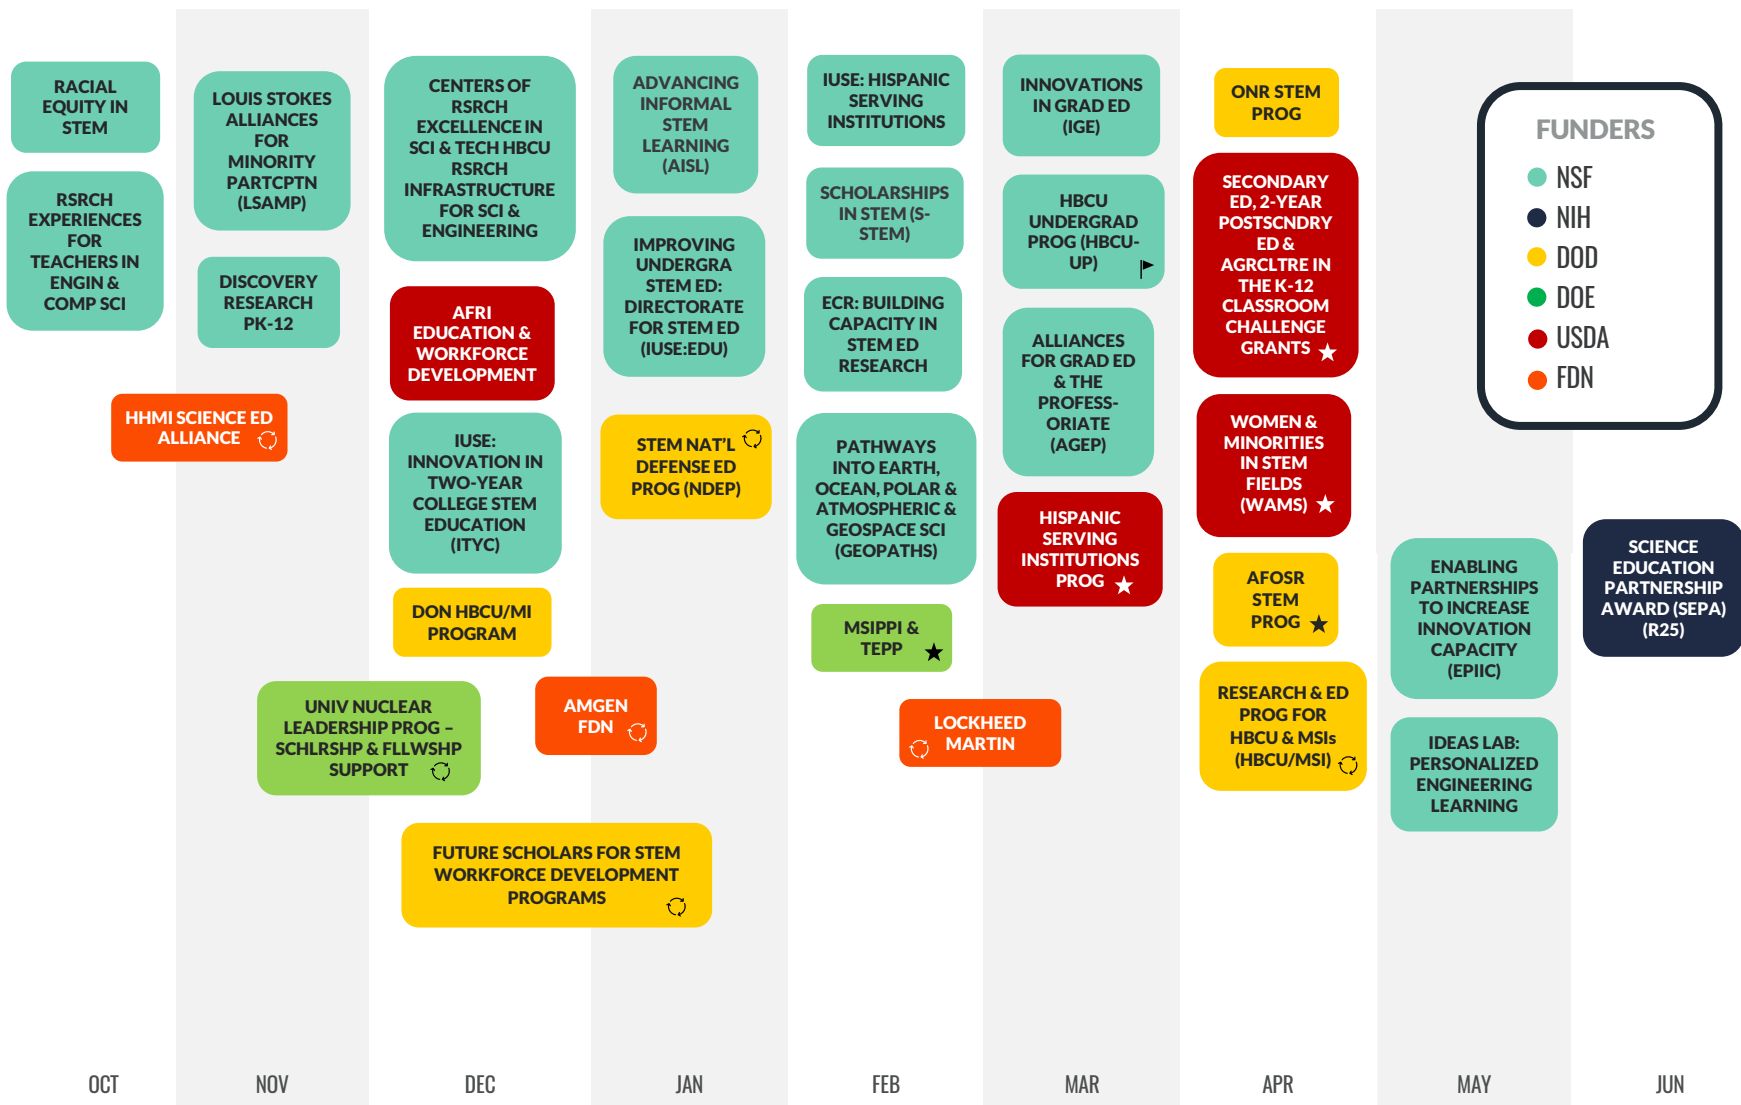 RACIAL
EQUITY IN
STEM
RSRCH
EXPERIENCES
FOR
TEACHERS IN
ENGIN &
COMP SCI
HHMI SCIENCE ED
ALLIANCE
LOUIS STOKES
ALLIANCES
FOR
MINORITY
PARTCPTN
(LSAMP)
DISCOVERY
RESEARCH
PK-12
UNIV NUCLEAR
LEADERSHIP PROG –
SCHLRSHP & FLLWSHP
SUPPORT
CENTERS OF
RSRCH
EXCELLENCE IN
SCI & TECH HBCU
RSRCH
INFRASTRUCTURE
FOR SCI &
ENGINEERING
AFRI
EDUCATION &
WORKFORCE
DEVELOPMENT
IUSE:
INNOVATION IN
TWO-YEAR
COLLEGE STEM
EDUCATION
(ITYC)
DON HBCU/MI
PROGRAM
AMGEN
FDN
FUTURE SCHOLARS FOR STEM
WORKFORCE DEVELOPMENT
PROGRAMS
ADVANCING
INFORMAL
STEM
LEARNING
(AISL)
IMPROVING
UNDERGRA
STEM ED:
DIRECTORATE
FOR STEM ED
(IUSE:EDU)
STEM NAT'L
DEFENSE ED
PROG (NDEP)
IUSE: HISPANIC
SERVING
INSTITUTIONS
SCHOLARSHIPS
IN STEM (S-
STEM)
ECR: BUILDING
CAPACITY IN
STEM ED
RESEARCH
PATHWAYS
INTO EARTH,
OCEAN, POLAR &
ATMOSPHERIC &
GEOSPACE SCI
(GEOPATHS)
MSIPPI &
TEPP
LOCKHEED
MARTIN
INNOVATIONS
IN GRAD ED
(IGE)
HBCU
UNDERGRAD
PROG (HBCU-
UP)
ALLIANCES
FOR GRAD ED
& THE
PROFESS-
ORIATE
(AGEP)
HISPANIC
SERVING
INSTITUTIONS
PROG
ONR STEM
PROG
SECONDARY
ED, 2-YEAR
POSTSCNDRY
ED &
AGRCLTRE IN
THE K-12
CLASSROOM
CHALLENGE
GRANTS
WOMEN &
MINORITIES
IN STEM
FIELDS
(WAMS)
AFOSR
STEM
PROG
RESEARCH & ED
PROG FOR
HBCU & MSIs
(HBCU/MSI)
ENABLING
PARTNERSHIPS
TO INCREASE
INNOVATION
CAPACITY
(EPIIC)
IDEAS LAB:
PERSONALIZED
ENGINEERING
LEARNING
FUNDERS
NSF
NIH
DOD
DOE
USDA
FDN
SCIENCE
EDUCATION
PARTNERSHIP
AWARD (SEPA)
(R25)
OCT
NOV
DEC
JAN
FEB
MAR
APR
MAY
JUN